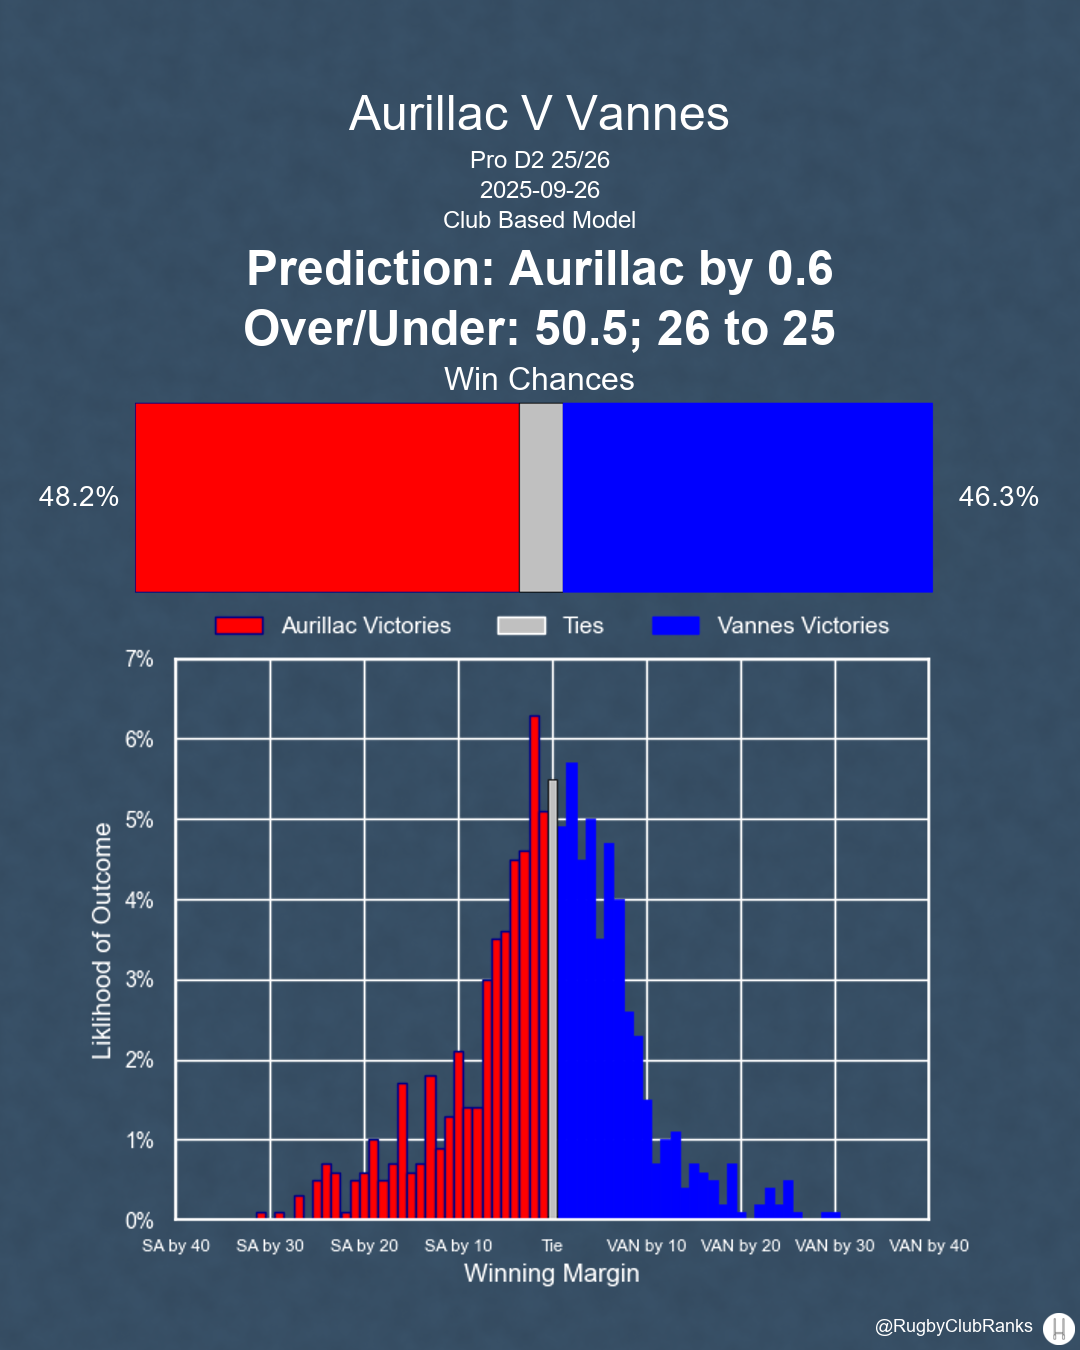 Aurillac V Vannes
Pro D2 25/26
2025-09-26
Club Based Model
Prediction: Aurillac by 0.6
Over/Under: 50.5; 26 to 25
Win Chances
48.2%
46.3%
Aurillac Victories
Ties
Vannes Victories
7%
6%
5%
4%
3%
2%
1%
0%
Liklihood of Outcome
SA by 40
SA by 30
SA by 20
SA by 10
Tie
VAN by 10
VAN by 20
VAN by 30
VAN by 40
Winning Margin
@RugbyClubRanks